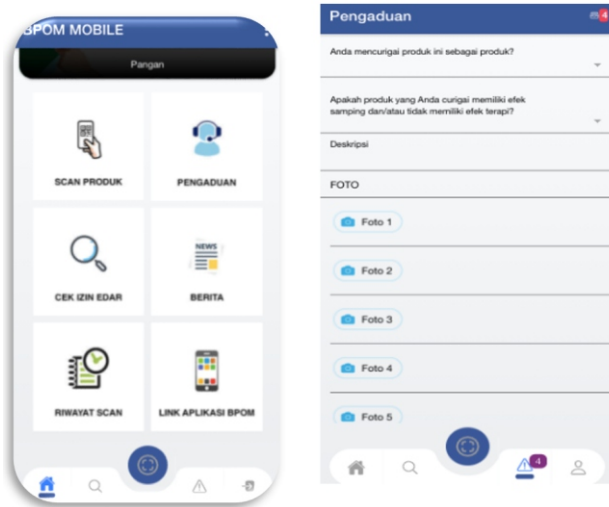 BPOM MOBILE
Pangan
SCAN PRODUK
PENGADUAN
CEK IZIN EDAR
NEWS
BERITA
RIWAYAT SCAN
LINK APLIKASI BPOM
Pengaduan
4
Anda mencurigai produk ini sebagai produk?
Apakah produk yang Anda curigai memiliki efek
samping dan/atau tidak memiliki efek terapi?
Deskripsi
FOTO
Foto 1
Foto 2
Foto 3
Foto 4
Foto 5
4